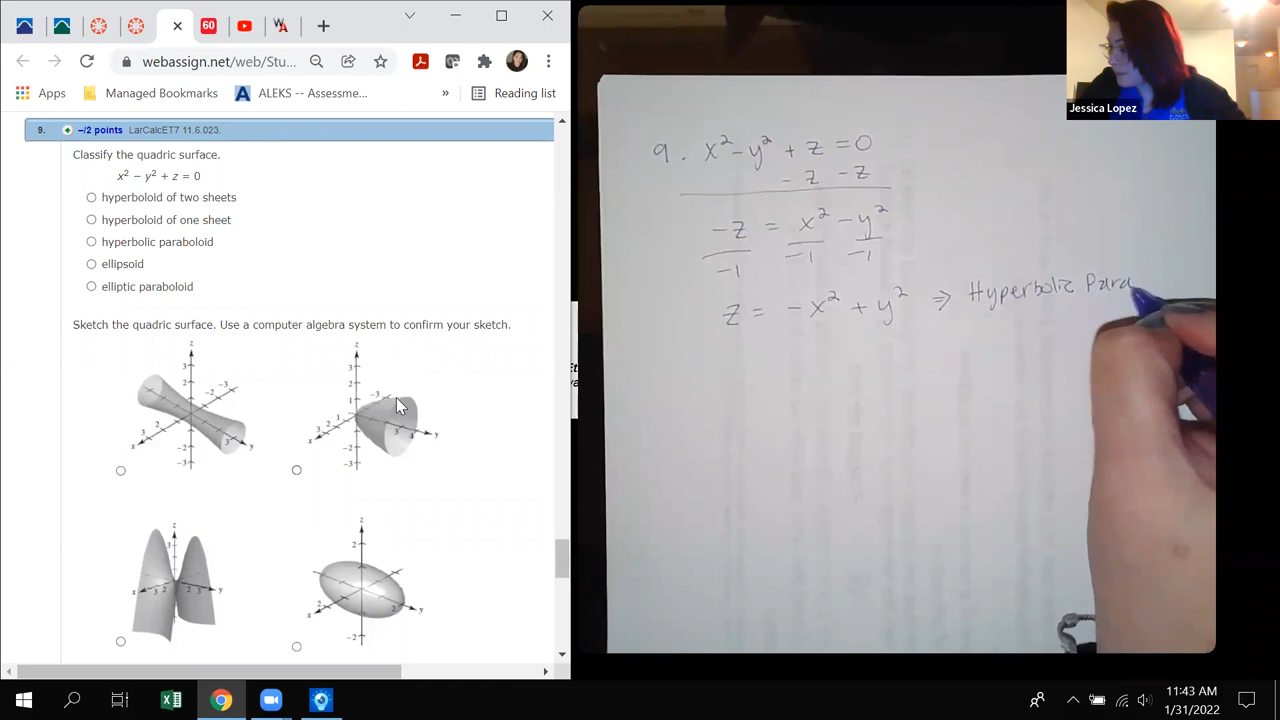 60
webassign.net/web/Stu...
Apps
Managed Bookmarks
ALEKS -- Assessme...
»
Reading list
9.
–/2 points
LarCalcET7 11.6.023.
Classify the quadric surface.
x² − y² + z = 0
hyperboloid of two sheets
hyperboloid of one sheet
hyperbolic paraboloid
ellipsoid
elliptic paraboloid
Sketch the quadric surface. Use a computer algebra system to confirm your sketch.
Jessica Lopez
9. x² - y² + z = 0
- z - z
-z = x² - y²
-1 -1 -1
z = -x² + y² ⇒ Hyperbolic Para
11:43 AM
1/31/2022